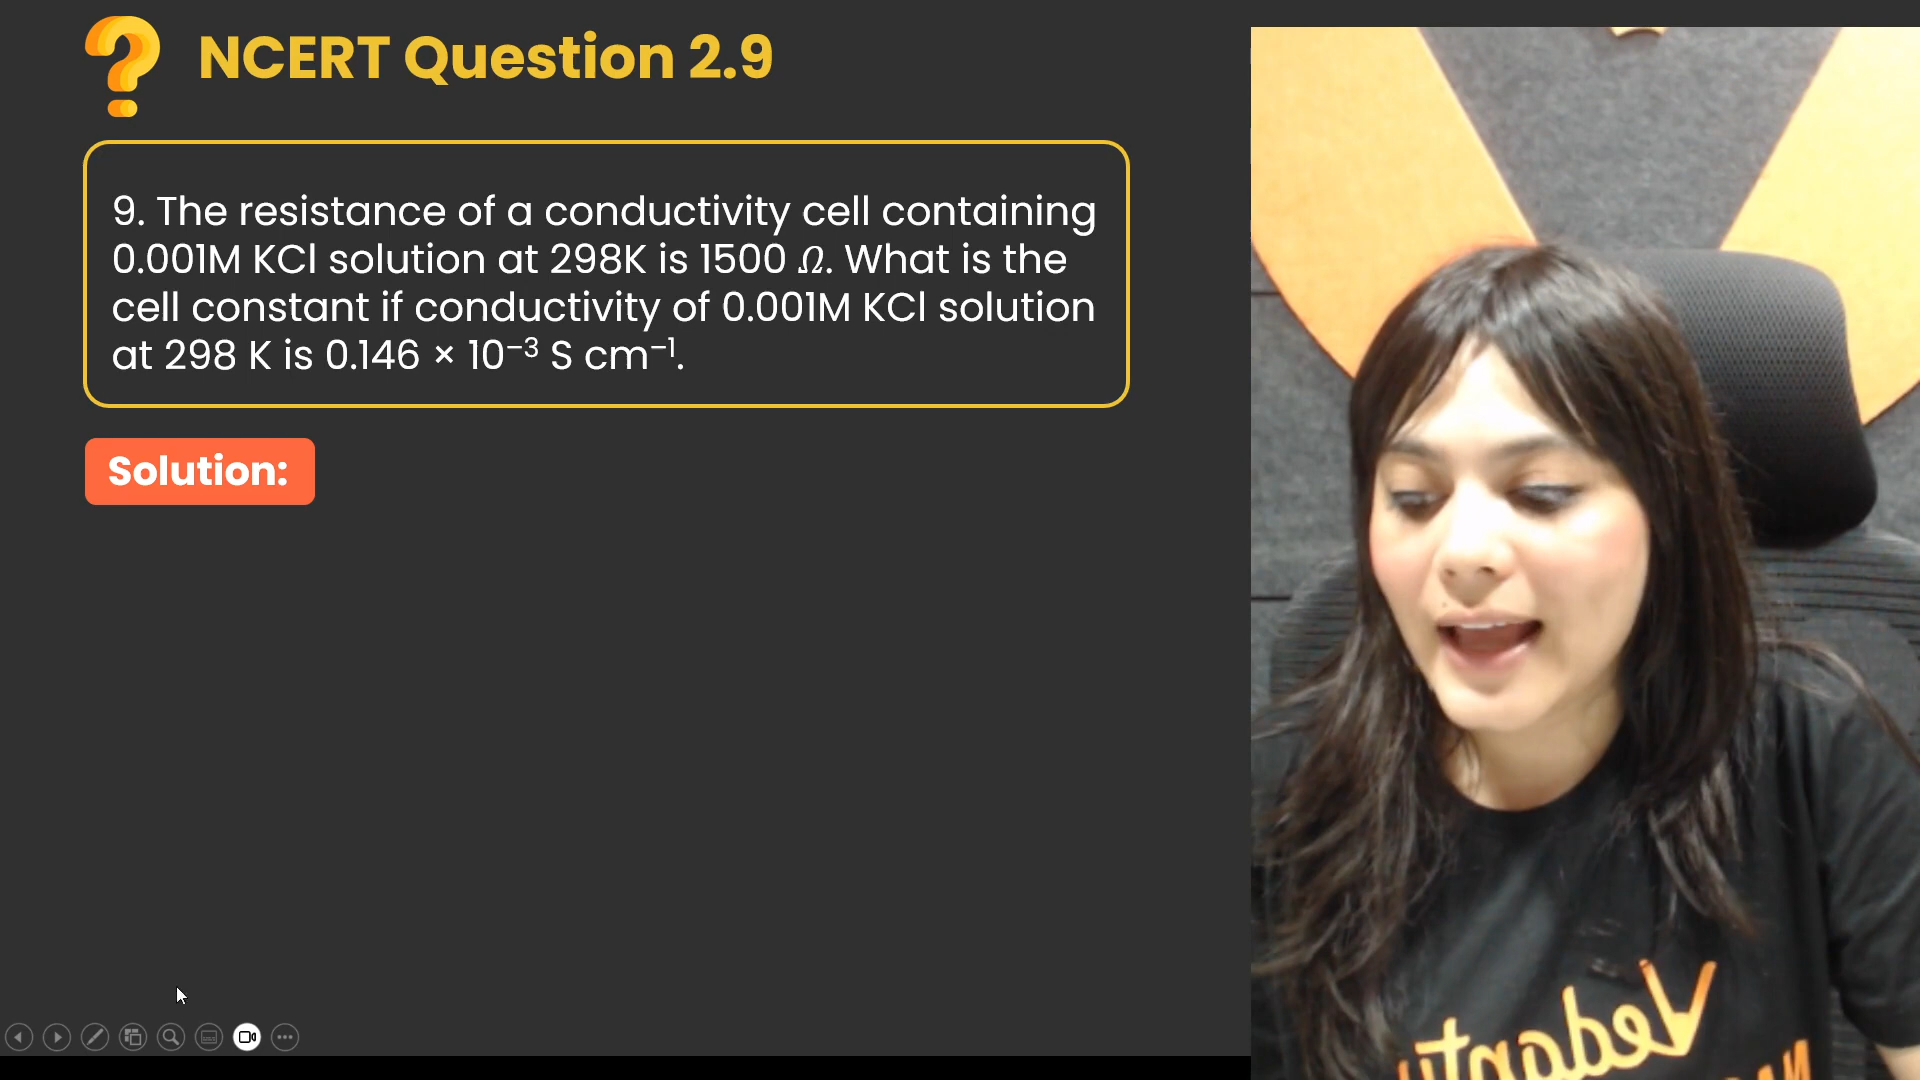 NCERT Question 2.9
9. The resistance of a conductivity cell containing
0.001M KCl solution at 298K is 1500 Ω. What is the
cell constant if conductivity of 0.001M KCl solution
at 298 K is 0.146 × 10⁻³ S cm⁻¹.
Solution:
Vedantu